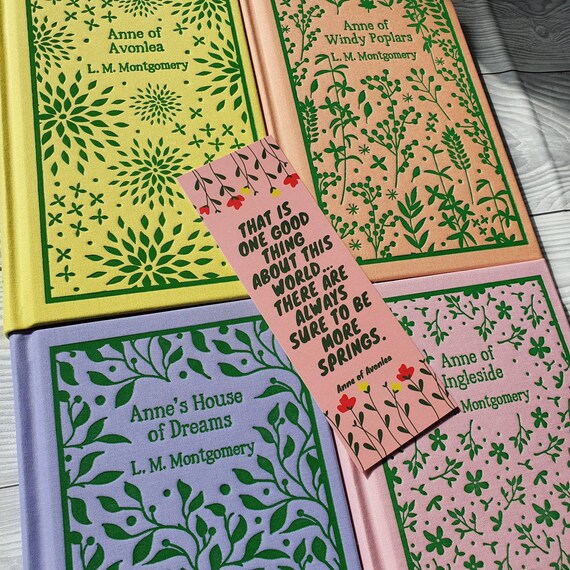 Anne of
Avonlea
L. M. Montgomery
Anne of
Windy Poplars
L. M. Montgomery
THAT IS
ONE GOOD
THING
ABOUT THIS
WORLD...
THERE ARE
ALWAYS
SURE TO BE
MORE
SPRINGS.
Anne of Avonlea
Anne's House
of Dreams
L. M. Montgomery
Anne of
Ingleside
Montgomery